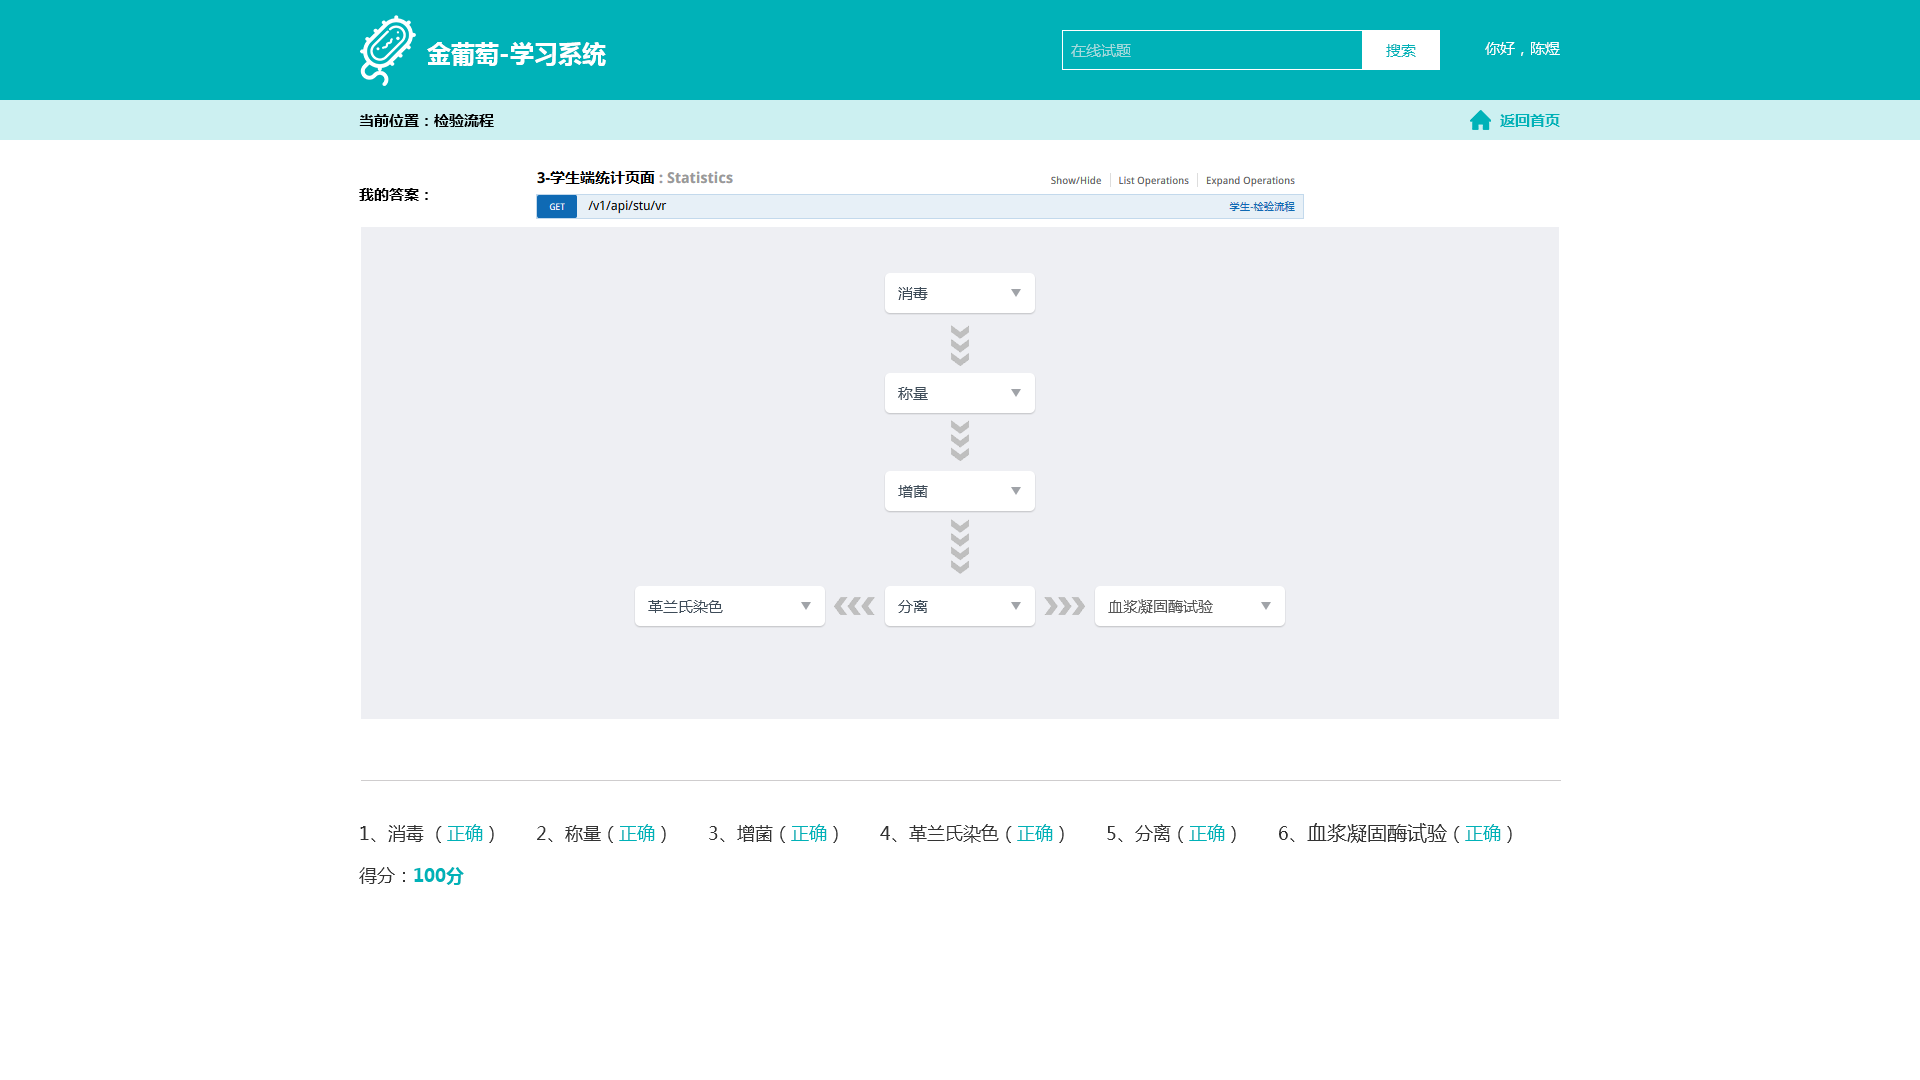 金葡萄-学习系统
在线试题 搜索 你好，陈煜
当前位置：检验流程 返回首页
3-学生端统计页面 : Statistics Show/Hide List Operations Expand Operations
我的答案：
GET /v1/api/stu/vr 学生-检验流程
消毒
称量
增菌
革兰氏染色 分离 血浆凝固酶试验
1、消毒（正确） 2、称量（正确） 3、增菌（正确） 4、革兰氏染色（正确） 5、分离（正确） 6、血浆凝固酶试验（正确）
得分：100分